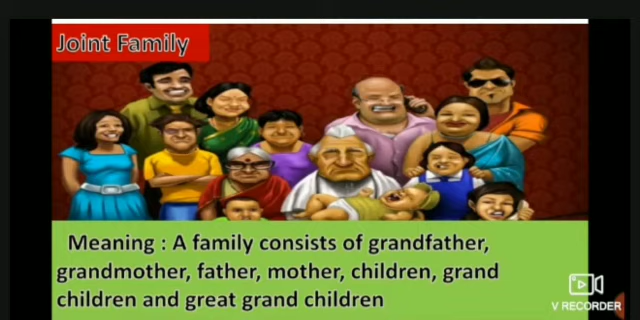 Joint Family
Meaning : A family consists of grandfather,
grandmother, father, mother, children, grand
children and great grand children
V RECORDER